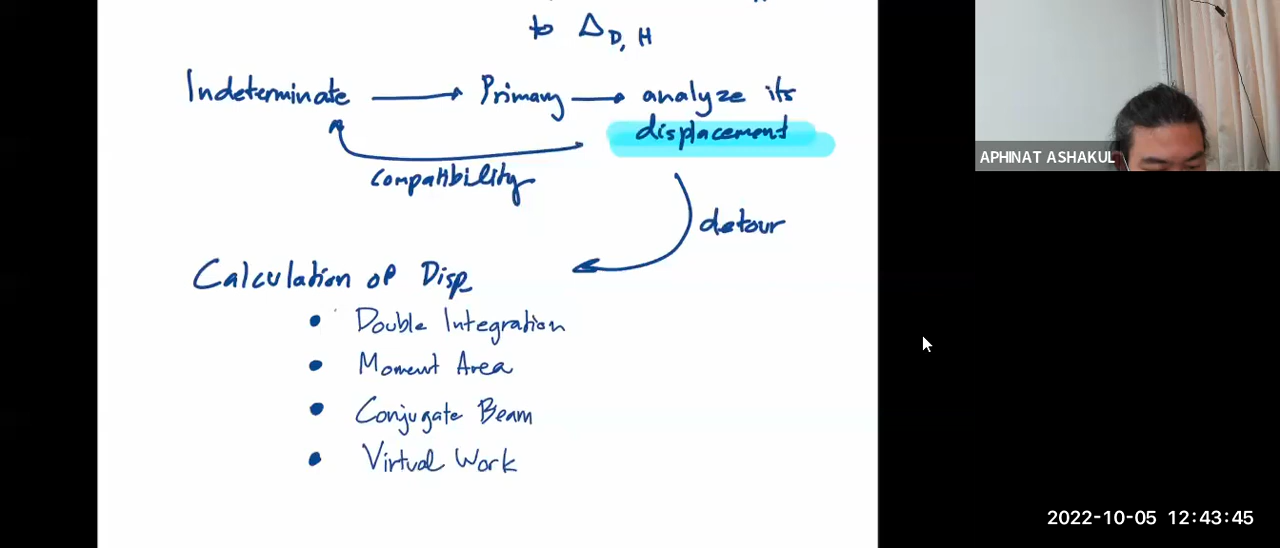 to Δ D, H
Indeterminate → Primary → analyze its
displacement
compatibility
detour
Calculation of Disp
• Double Integration
• Moment Area
• Conjugate Beam
• Virtual Work
APHINAT ASHAKUL
2022-10-05 12:43:45